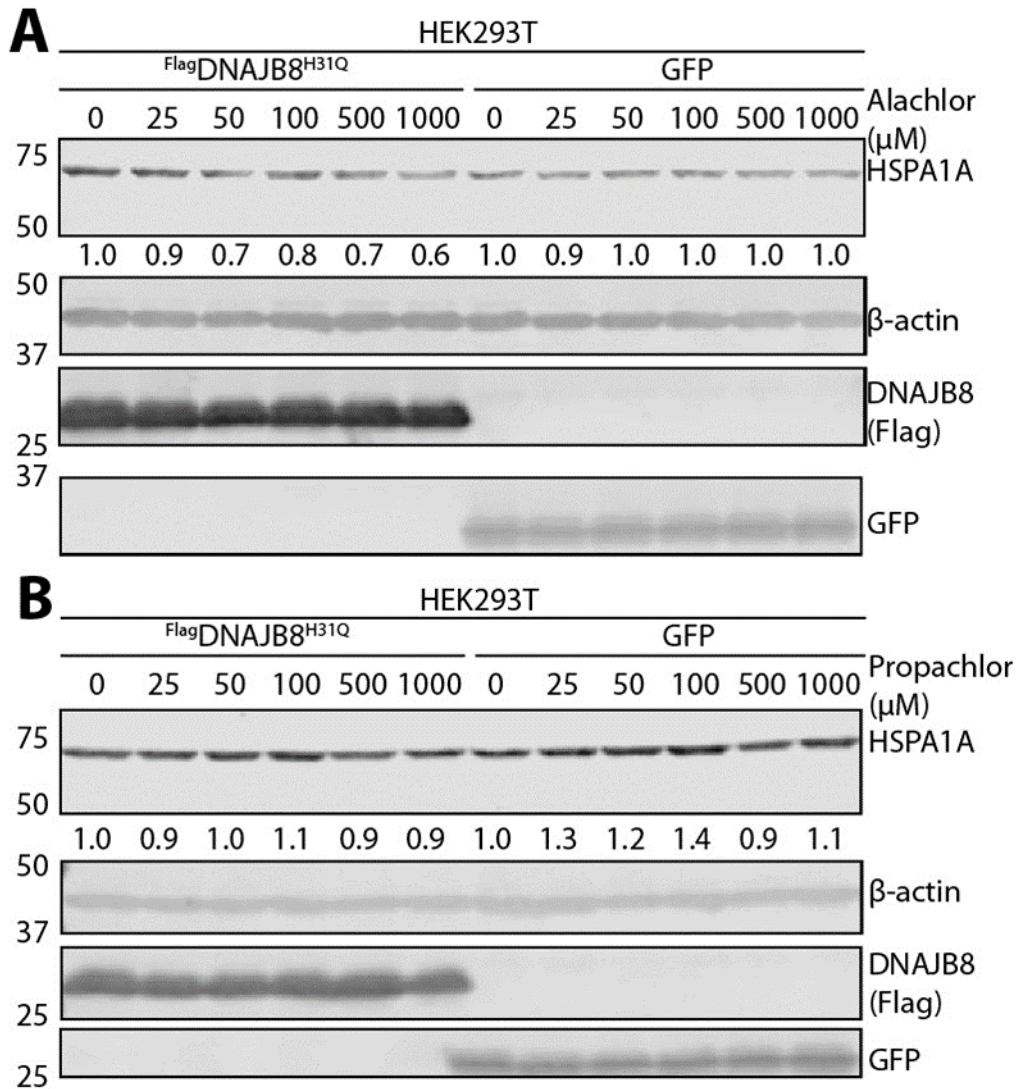 A
HEK293T
FlagDNAJB8H31Q GFP
0 25 50 100 500 1000 0 25 50 100 500 1000 Alachlor (µM)
75
HSPA1A
50
1.0 0.9 0.7 0.8 0.7 0.6 1.0 0.9 1.0 1.0 1.0 1.0
50
β-actin
37
DNAJB8
(Flag)
25
37
GFP
B
HEK293T
FlagDNAJB8H31Q GFP
0 25 50 100 500 1000 0 25 50 100 500 1000 Propachlor (µM)
75
HSPA1A
50
1.0 0.9 1.0 1.1 0.9 0.9 1.0 1.3 1.2 1.4 0.9 1.1
50
β-actin
37
DNAJB8
(Flag)
25
GFP
25